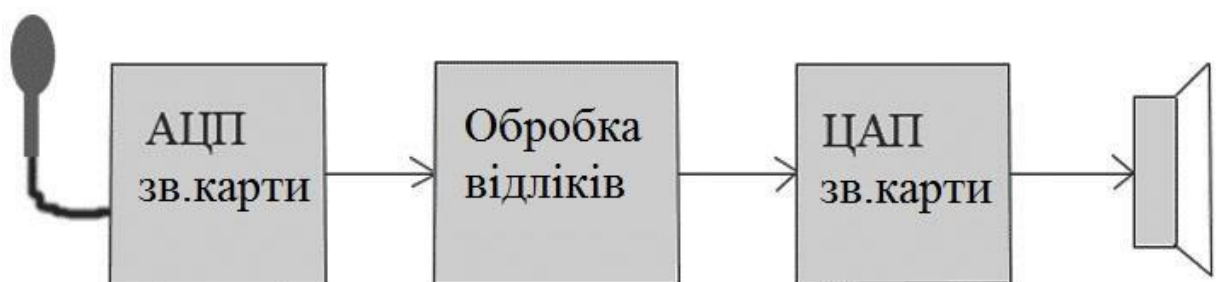 АЦП
зв.карти
Обробка
відліків
ЦАП
зв.карти